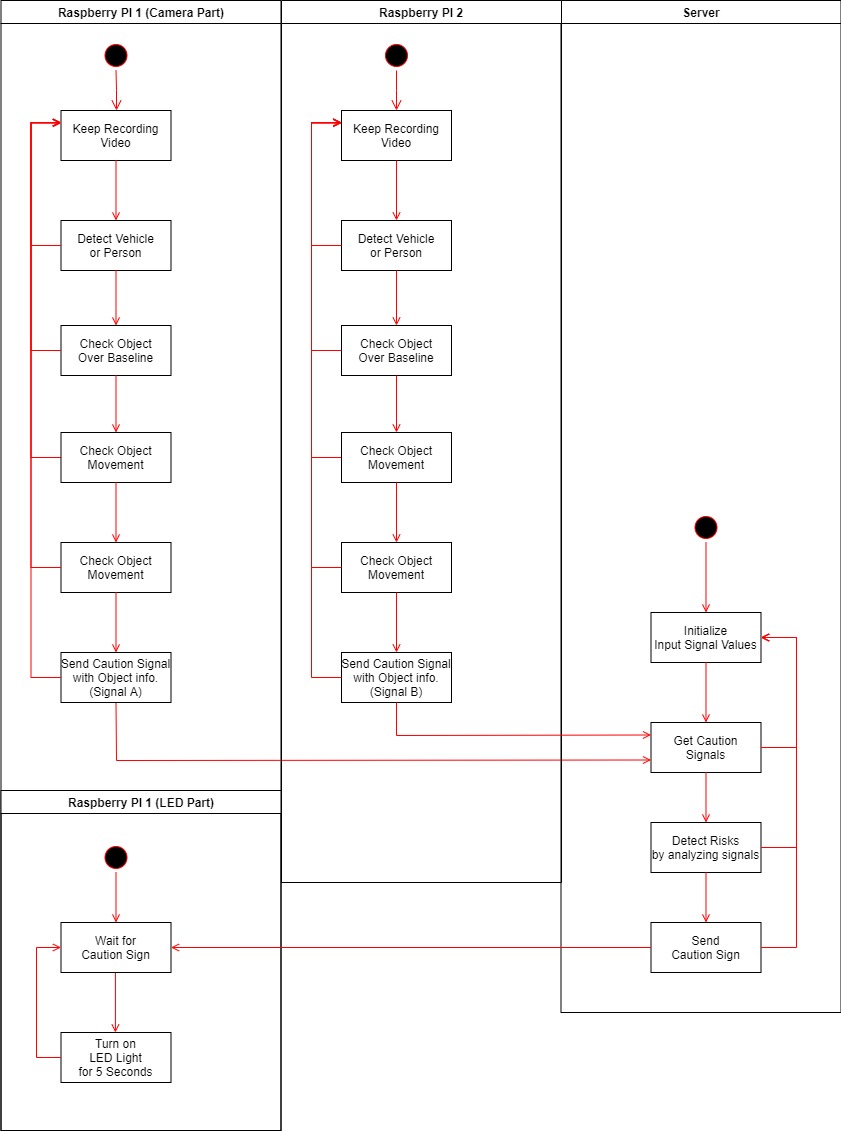 Raspberry PI 1 (Camera Part)
Keep Recording
Video
Detect Vehicle
or Person
Check Object
Over Baseline
Check Object
Movement
Check Object
Movement
Send Caution Signal
with Object info.
(Signal A)
Raspberry PI 2
Keep Recording
Video
Detect Vehicle
or Person
Check Object
Over Baseline
Check Object
Movement
Check Object
Movement
Send Caution Signal
with Object info.
(Signal B)
Server
Initialize
Input Signal Values
Get Caution
Signals
Detect Risks
by analyzing signals
Send
Caution Sign
Raspberry PI 1 (LED Part)
Wait for
Caution Sign
Turn on
LED Light
for 5 Seconds